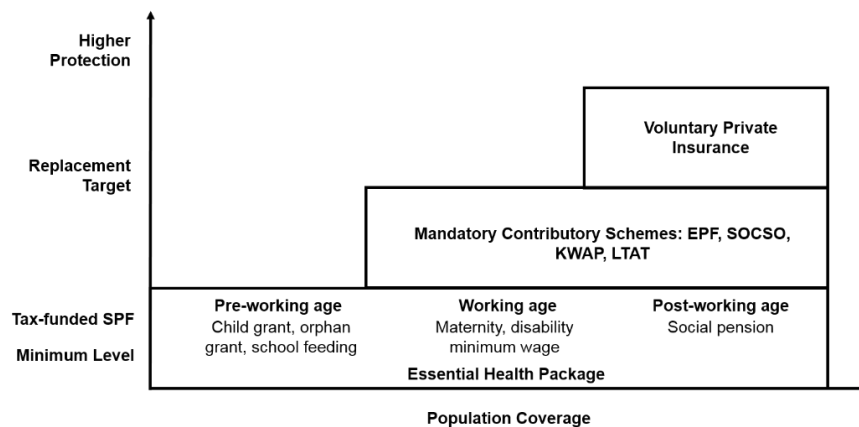 Higher
Protection
Voluntary Private
Insurance
Replacement
Target
Mandatory Contributory Schemes: EPF, SOCSO,
KWAP, LTAT
Tax-funded SPF
Minimum Level
Pre-working age
Child grant, orphan
grant, school feeding
Working age
Maternity, disability
minimum wage
Post-working age
Social pension
Essential Health Package
Population Coverage